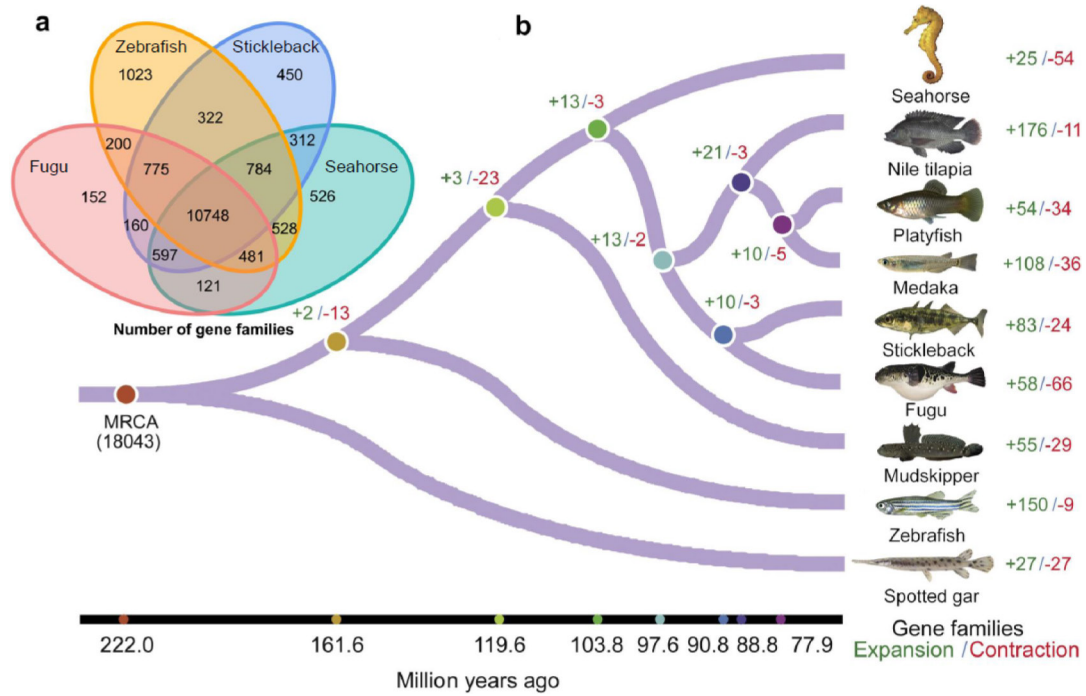 a
Zebrafish
Stickleback
1023
450
322
200
312
Fugu
775
784
Seahorse
152
526
10748
160
528
597
481
121
Number of gene families
b
+13/-3
+21/-3
+3/-23
+13/-2
+10/-5
+10/-3
+2 /-13
MRCA
(18043)
+25 /-54
Seahorse
+176/-11
Nile tilapia
+54/-34
Platyfish
+108/-36
Medaka
+83/-24
Stickleback
+58/-66
Fugu
+55/-29
Mudskipper
+150/-9
Zebrafish
+27/-27
Spotted gar
Gene families
Expansion /Contraction
222.0 161.6 119.6 103.8 97.6 90.8 88.8 77.9
Million years ago